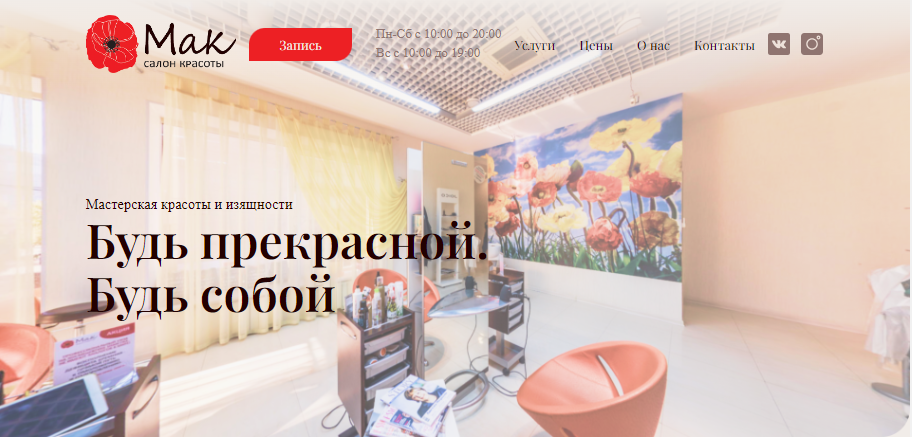 Мак
салон красоты
Запись
Пн-Сб с 10:00 до 20:00
Вс с 10:00 до 19:00
Услуги
Цены
О нас
Контакты
Мастерская красоты и изящности
Будь прекрасной.
Будь собой